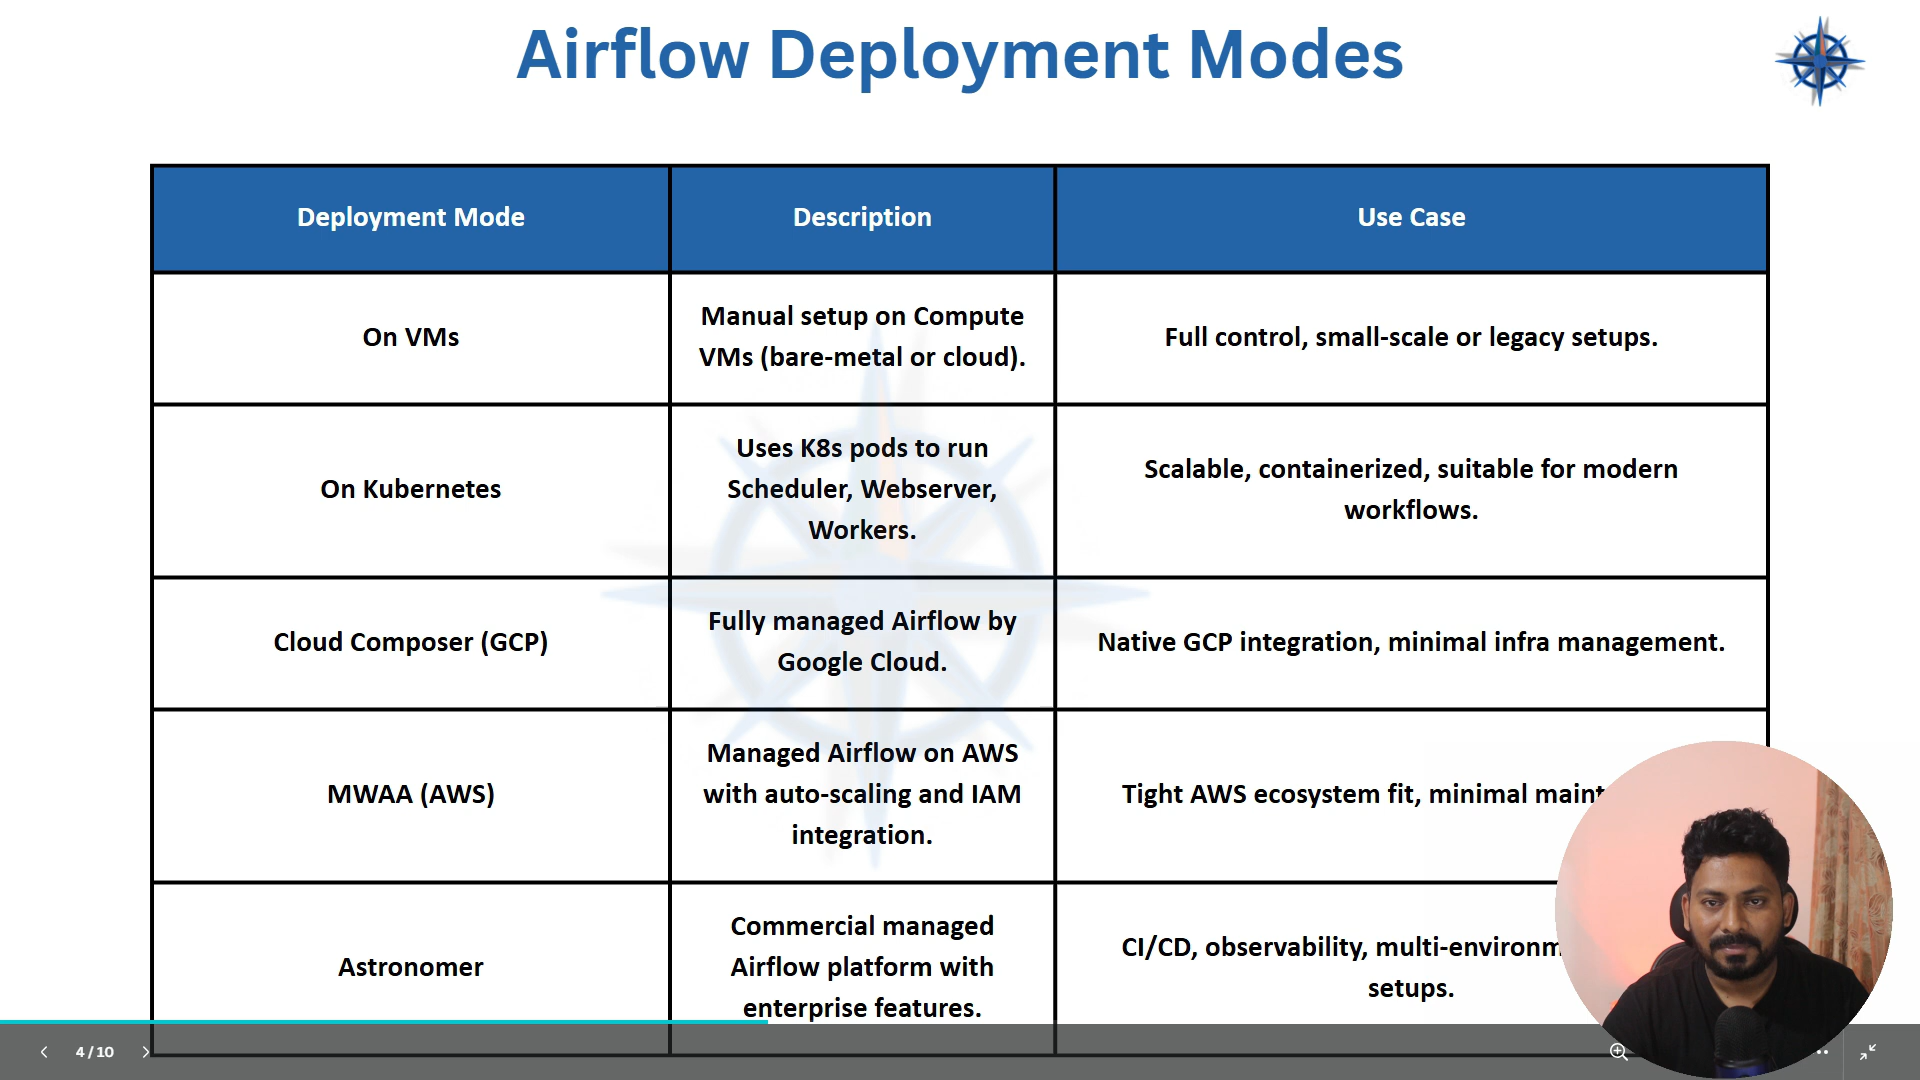 Airflow Deployment Modes
Deployment Mode
Description
Use Case
On VMs
Manual setup on Compute
VMs (bare-metal or cloud).
Full control, small-scale or legacy setups.
On Kubernetes
Uses K8s pods to run
Scheduler, Webserver,
Workers.
Scalable, containerized, suitable for modern
workflows.
Cloud Composer (GCP)
Fully managed Airflow by
Google Cloud.
Native GCP integration, minimal infra management.
MWAA (AWS)
Managed Airflow on AWS
with auto-scaling and IAM
integration.
Tight AWS ecosystem fit, minimal
Astronomer
Commercial managed
Airflow platform with
enterprise features.
CI/CD, observability,
setups.
4 / 10